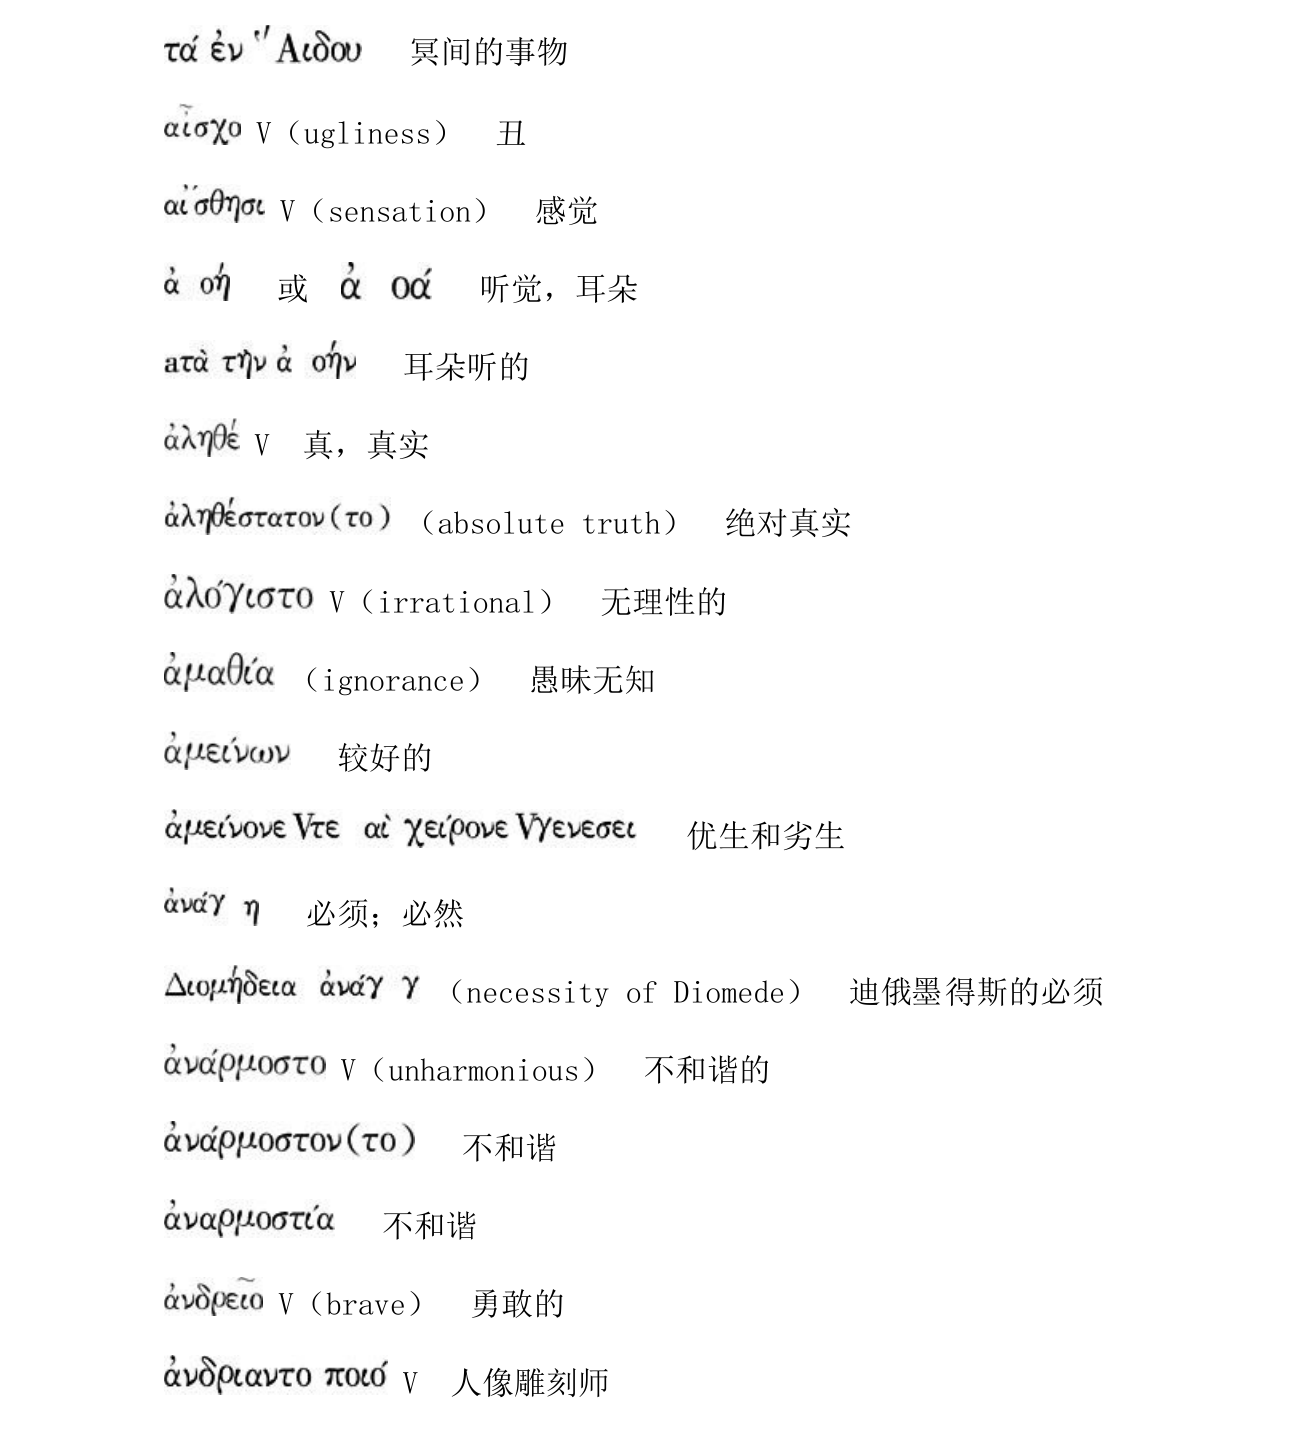 τά ἐν Ἅιδου 冥间的事物
αἶσχο V（ugliness） 丑
αἴσθησι V（sensation） 感觉
ἀ οή 或 ἀ οά 听觉，耳朵
ατὰ τὴν ἀ οήν 耳朵听的
ἀληθέ V 真，真实
ἀληθέστατον(το)（absolute truth） 绝对真实
ἀλόγιστο V（irrational） 无理性的
ἀμαθία（ignorance） 愚昧无知
ἀμείνων 较好的
ἀμείνονε Vτε αἲ χείρονε Vγενεσει 优生和劣生
ἀνάγ η 必须；必然
Διομήδεια ἀνάγ γ（necessity of Diomede） 迪俄墨得斯的必须
ἀνάρμοστο V（unharmonious） 不和谐的
ἀνάρμοστον(το) 不和谐
ἀναρμοστία 不和谐
ἀνδρεῖο V（brave） 勇敢的
ἀνδριαντο ποιό V 人像雕刻师